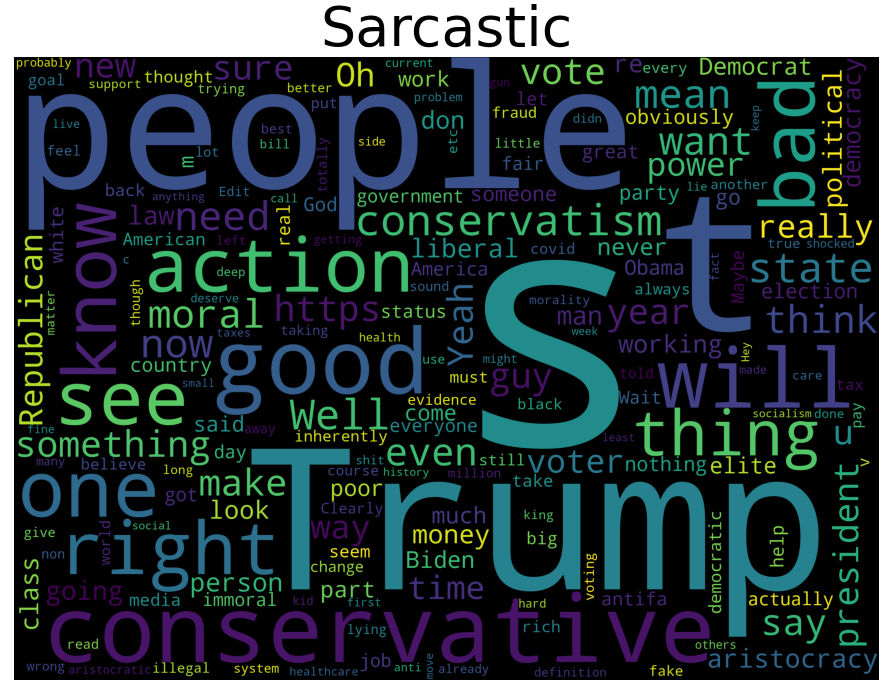 Sarcastic
probably current gun
new sure Oh work vote re every Democrat
goal support thought trying better put problem let mean
people don fraud obviously bad political democracy
live feel best bill side etc didn little great want keep
m lot totally fair power
back anything Edit call God government someone party lie another go
white know law need real conservatism never really
American left getting liberal covid true shocked
Republican action deep America Obama t fact Maybe state
c though deserve sound always election
matter moral https status Yeah morality man year think
now taking health week working
country taxes use might Hey made
see small good must guy S told Wait will care tax
evidence black
said Well come everyone least socialism done pay
fine something day inherently even thing u
away shit still voter nothing elite v
many believe long course history million take
one got make poor Trump
give look Clearly much king president
non social way money big help
world right seem Biden hard democratic
class going person change part time voting actually
media immoral kid first antifa say
conservative lying rich
read others
wrong aristocratic illegal system healthcare job anti move already definition fake aristocracy